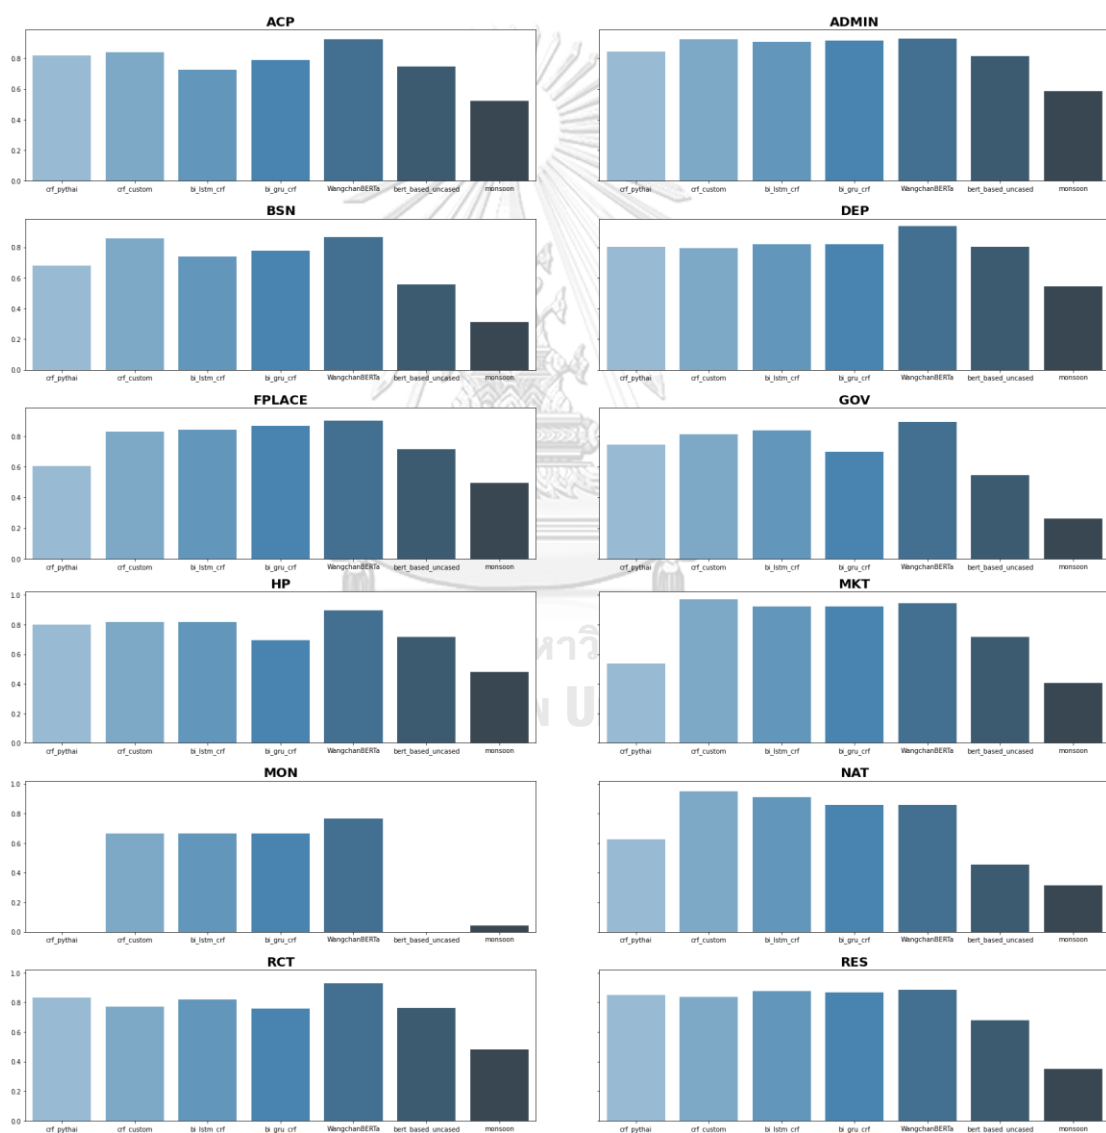 ACP
0.8
0.6
0.4
0.2
0.0
crf_pythai crf_custom bi_lstm_crf bi_gru_crf WangchanBERTa bert_based_uncased monsoon
ADMIN
crf_pythai crf_custom bi_lstm_crf bi_gru_crf WangchanBERTa bert_based_uncased monsoon
BSN
0.8
0.6
0.4
0.2
0.0
crf_pythai crf_custom bi_lstm_crf bi_gru_crf WangchanBERTa bert_based_uncased monsoon
DEP
crf_pythai crf_custom bi_lstm_crf bi_gru_crf WangchanBERTa bert_based_uncased monsoon
FPLACE
0.8
0.6
0.4
0.2
0.0
crf_pythai crf_custom bi_lstm_crf bi_gru_crf WangchanBERTa bert_based_uncased monsoon
GOV
crf_pythai crf_custom bi_lstm_crf bi_gru_crf WangchanBERTa bert_based_uncased monsoon
HP
1.0
0.8
0.6
0.4
0.2
0.0
crf_pythai crf_custom bi_lstm_crf bi_gru_crf WangchanBERTa bert_based_uncased monsoon
MKT
crf_pythai crf_custom bi_lstm_crf bi_gru_crf WangchanBERTa bert_based_uncased monsoon
MON
1.0
0.8
0.6
0.4
0.2
0.0
crf_pythai crf_custom bi_lstm_crf bi_gru_crf WangchanBERTa bert_based_uncased monsoon
NAT
crf_pythai crf_custom bi_lstm_crf bi_gru_crf WangchanBERTa bert_based_uncased monsoon
RCT
1.0
0.8
0.6
0.4
0.2
0.0
crf_pythai crf_custom bi_lstm_crf bi_gru_crf WangchanBERTa bert_based_uncased monsoon
RES
crf_pythai crf_custom bi_lstm_crf bi_gru_crf WangchanBERTa bert_based_uncased monsoon